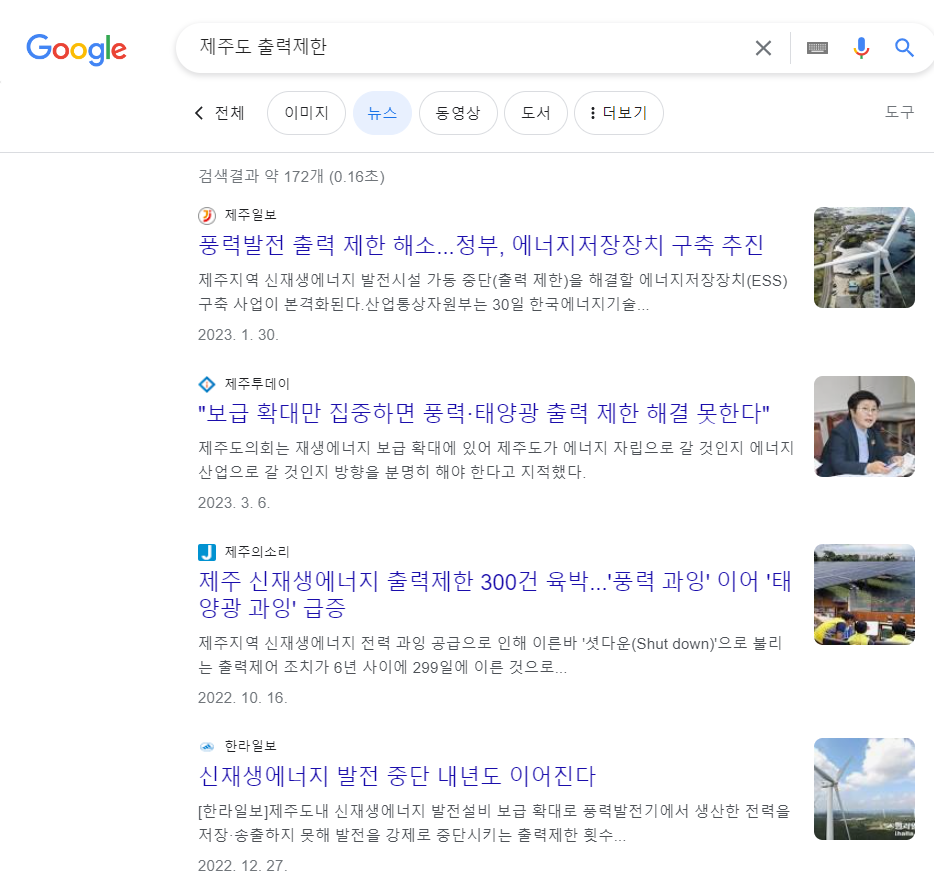 Google
제주도 출력제한
전체
이미지
뉴스
동영상
도서
더보기
도구
검색결과 약 172개 (0.16초)
제주일보
풍력발전 출력 제한 해소...정부, 에너지저장장치 구축 추진
제주지역 신재생에너지 발전시설 가동 중단(출력 제한)을 해결할 에너지저장장치(ESS)
구축 사업이 본격화된다.산업통상자원부는 30일 한국에너지기술...
2023. 1. 30.
제주투데이
"보급 확대만 집중하면 풍력·태양광 출력 제한 해결 못한다"
제주도의회는 재생에너지 보급 확대에 있어 제주도가 에너지 자립으로 갈 것인지 에너지
산업으로 갈 것인지 방향을 분명히 해야 한다고 지적했다.
2023. 3. 6.
제주의소리
제주 신재생에너지 출력제한 300건 육박...'풍력 과잉' 이어 '태
양광 과잉' 급증
제주지역 신재생에너지 전력 과잉 공급으로 인해 이른바 '셧다운(Shut down)'으로 불리
는 출력제어 조치가 6년 사이에 299일에 이른 것으로...
2022. 10. 16.
한라일보
신재생에너지 발전 중단 내년도 이어진다
[한라일보]제주도내 신재생에너지 발전설비 보급 확대로 풍력발전기에서 생산한 전력을
저장·송출하지 못해 발전을 강제로 중단시키는 출력제한 횟수...
2022. 12. 27.